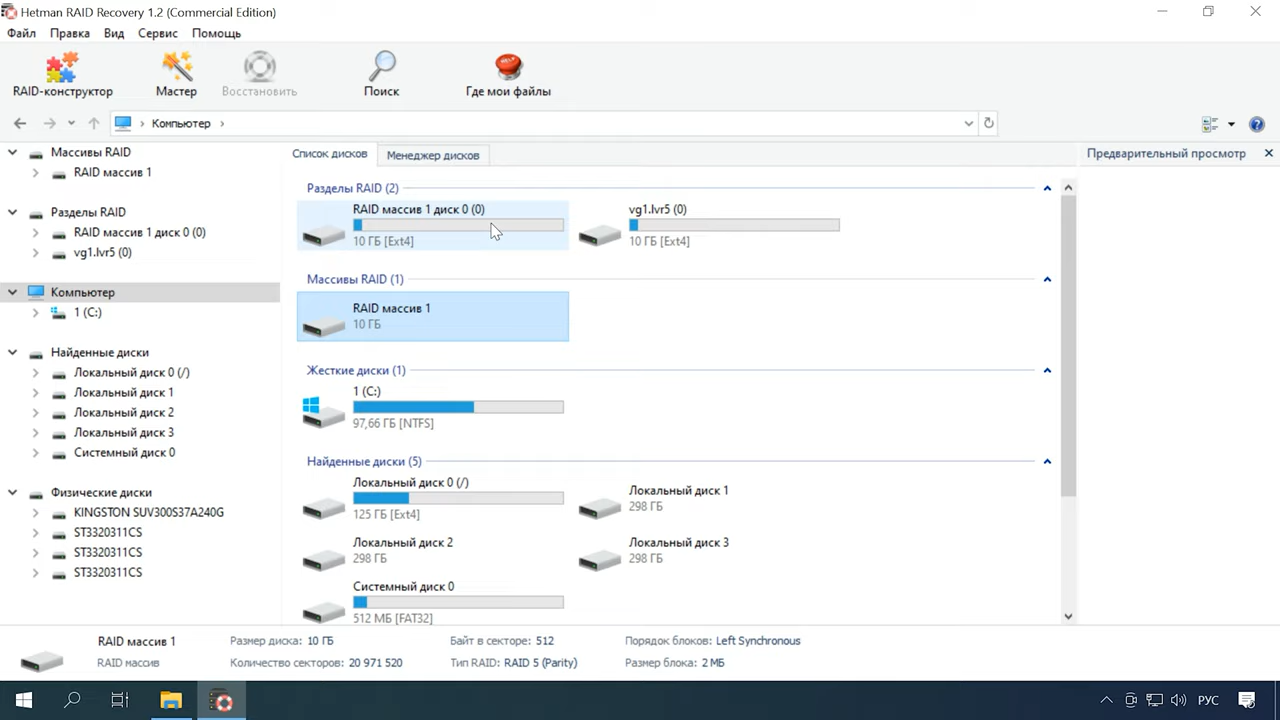 Hetman RAID Recovery 1.2 (Commercial Edition)
Файл Правка Вид Сервис Помощь
RAID-конструктор Мастер Восстановить Поиск Где мои файлы
Компьютер
Массивы RAID
RAID массив 1
Разделы RAID
RAID массив 1 диск 0 (0)
vg1.lvr5 (0)
Компьютер
1 (C:)
Найденные диски
Локальный диск 0 (/)
Локальный диск 1
Локальный диск 2
Локальный диск 3
Системный диск 0
Физические диски
KINGSTON SUV300S37A240G
ST3320311CS
ST3320311CS
ST3320311CS
Список дисков Менеджер дисков
Разделы RAID (2)
RAID массив 1 диск 0 (0)
10 ГБ [Ext4]
vg1.lvr5 (0)
10 ГБ [Ext4]
Массивы RAID (1)
RAID массив 1
10 ГБ
Жесткие диски (1)
1 (C:)
97,66 ГБ [NTFS]
Найденные диски (5)
Локальный диск 0 (/)
125 ГБ [Ext4]
Локальный диск 1
298 ГБ
Локальный диск 2
298 ГБ
Локальный диск 3
298 ГБ
Системный диск 0
512 МБ [FAT32]
Предварительный просмотр
RAID массив 1 Размер диска: 10 ГБ Байт в секторе: 512 Порядок блоков: Left Synchronous
RAID массив Количество секторов: 20 971 520 Тип RAID: RAID 5 (Parity) Размер блока: 2 МБ
РУС